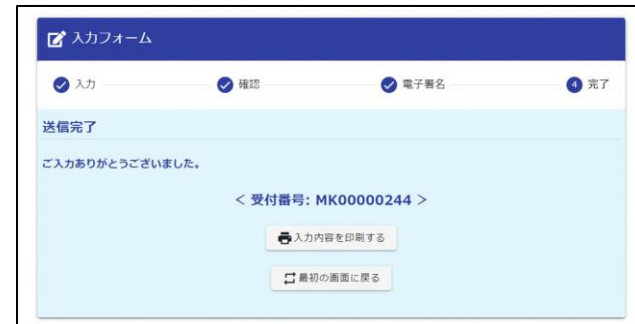 入力フォーム
入力 確認 電子署名 4 完了
送信完了
ご入力ありがとうございました。
< 受付番号: MK00000244 >
入力内容を印刷する
最初の画面に戻る